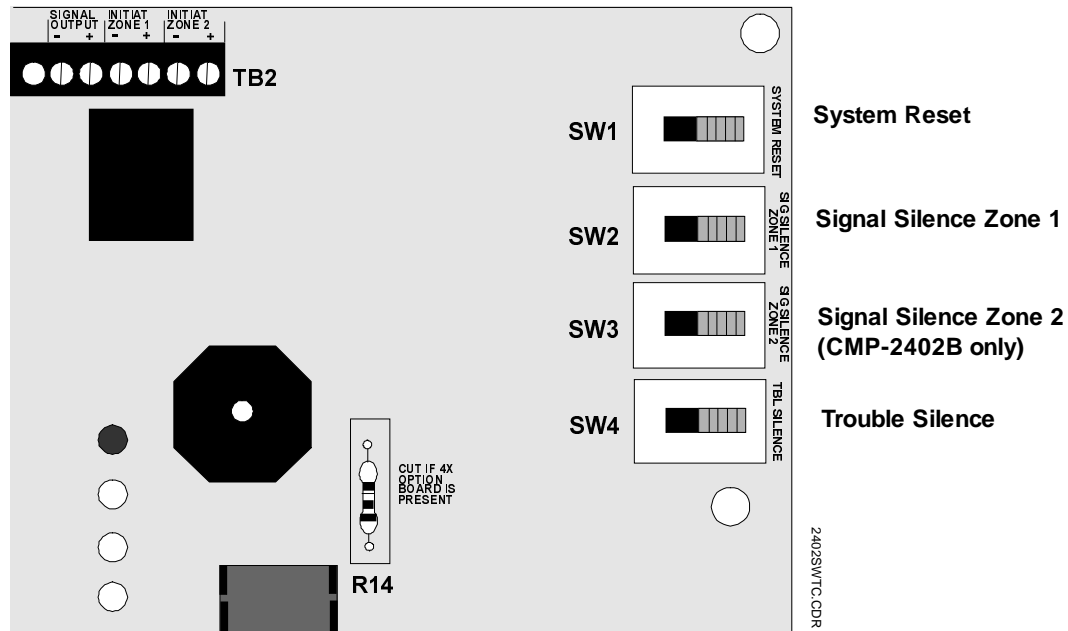 SIGNAL OUTPUT
- +
INITIAT ZONE 1
- +
INITIAT ZONE 2
- +
TB2
SW1
SYSTEM RESET
System Reset
SW2
SIG.SILENCE ZONE 1
Signal Silence Zone 1
SW3
SIG.SILENCE ZONE 2
Signal Silence Zone 2
(CMP-2402B only)
SW4
TBL SILENCE
Trouble Silence
CUT IF 4X
OPTION
BOARD IS
PRESENT
R14
2402SWTC.CDR